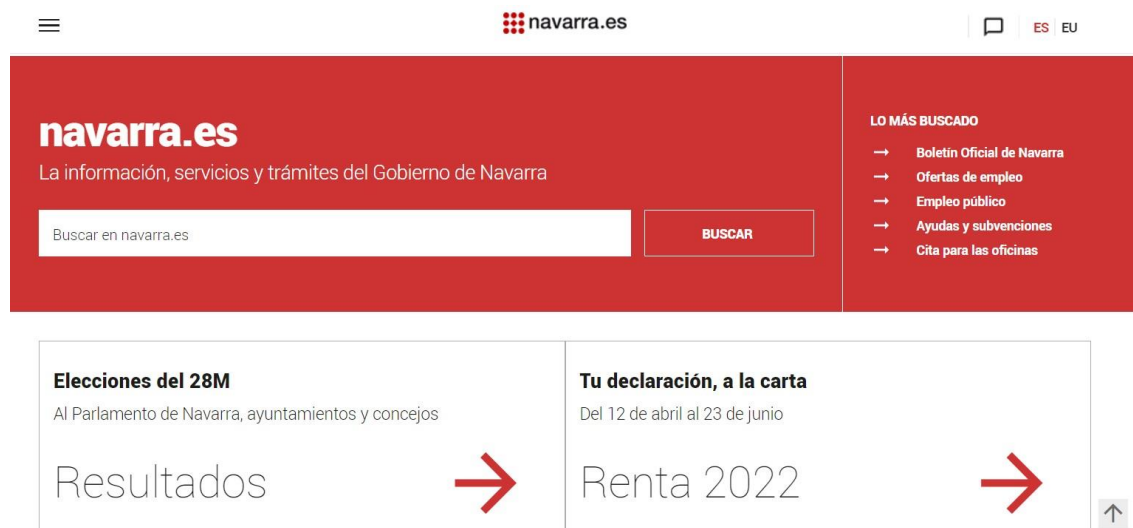 navarra.es
ES EU
navarra.es
La información, servicios y trámites del Gobierno de Navarra
Buscar en navarra.es
BUSCAR
LO MÁS BUSCADO
Boletín Oficial de Navarra
Ofertas de empleo
Empleo público
Ayudas y subvenciones
Cita para las oficinas
Elecciones del 28M
Al Parlamento de Navarra, ayuntamientos y concejos
Resultados
Tu declaración, a la carta
Del 12 de abril al 23 de junio
Renta 2022